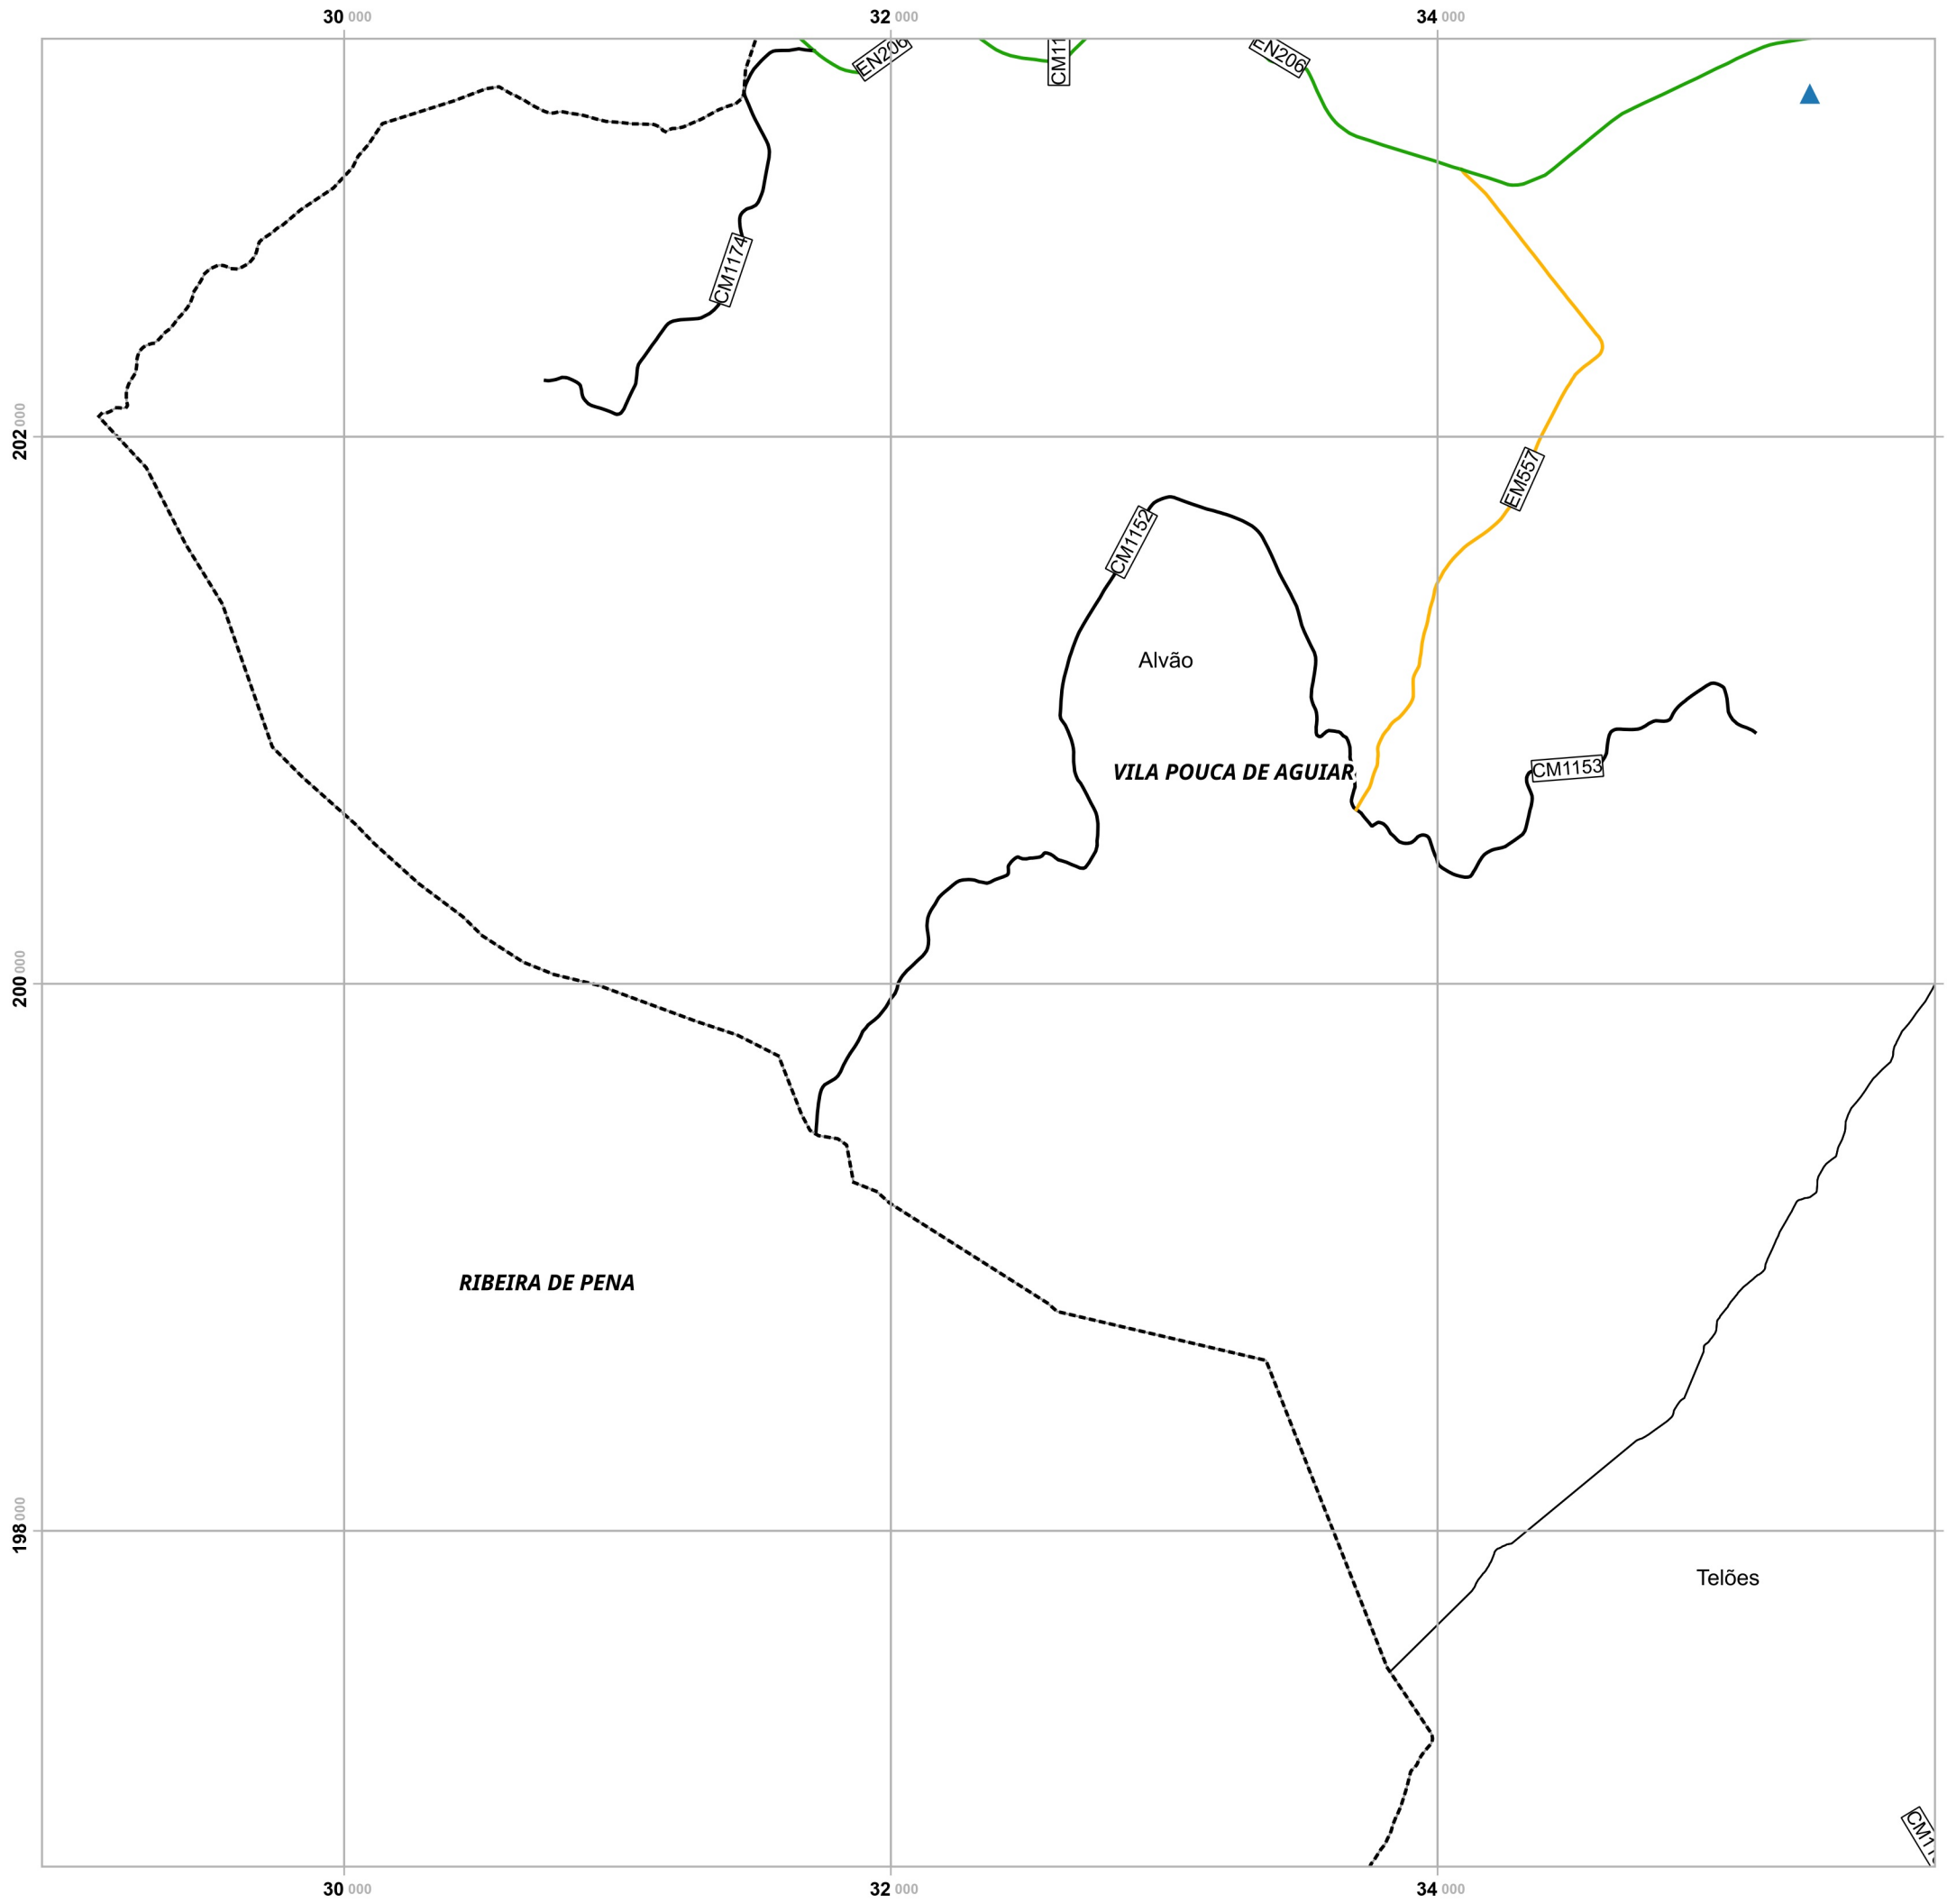 30 000
32 000
34 000
EN206
CM11
EN206
CM1174
202 000
EM557
CM1152
Alvão
VILA POUCA DE AGUIAR
CM1153
200 000
RIBEIRA DE PENA
198 000
Telões
30 000
32 000
34 000